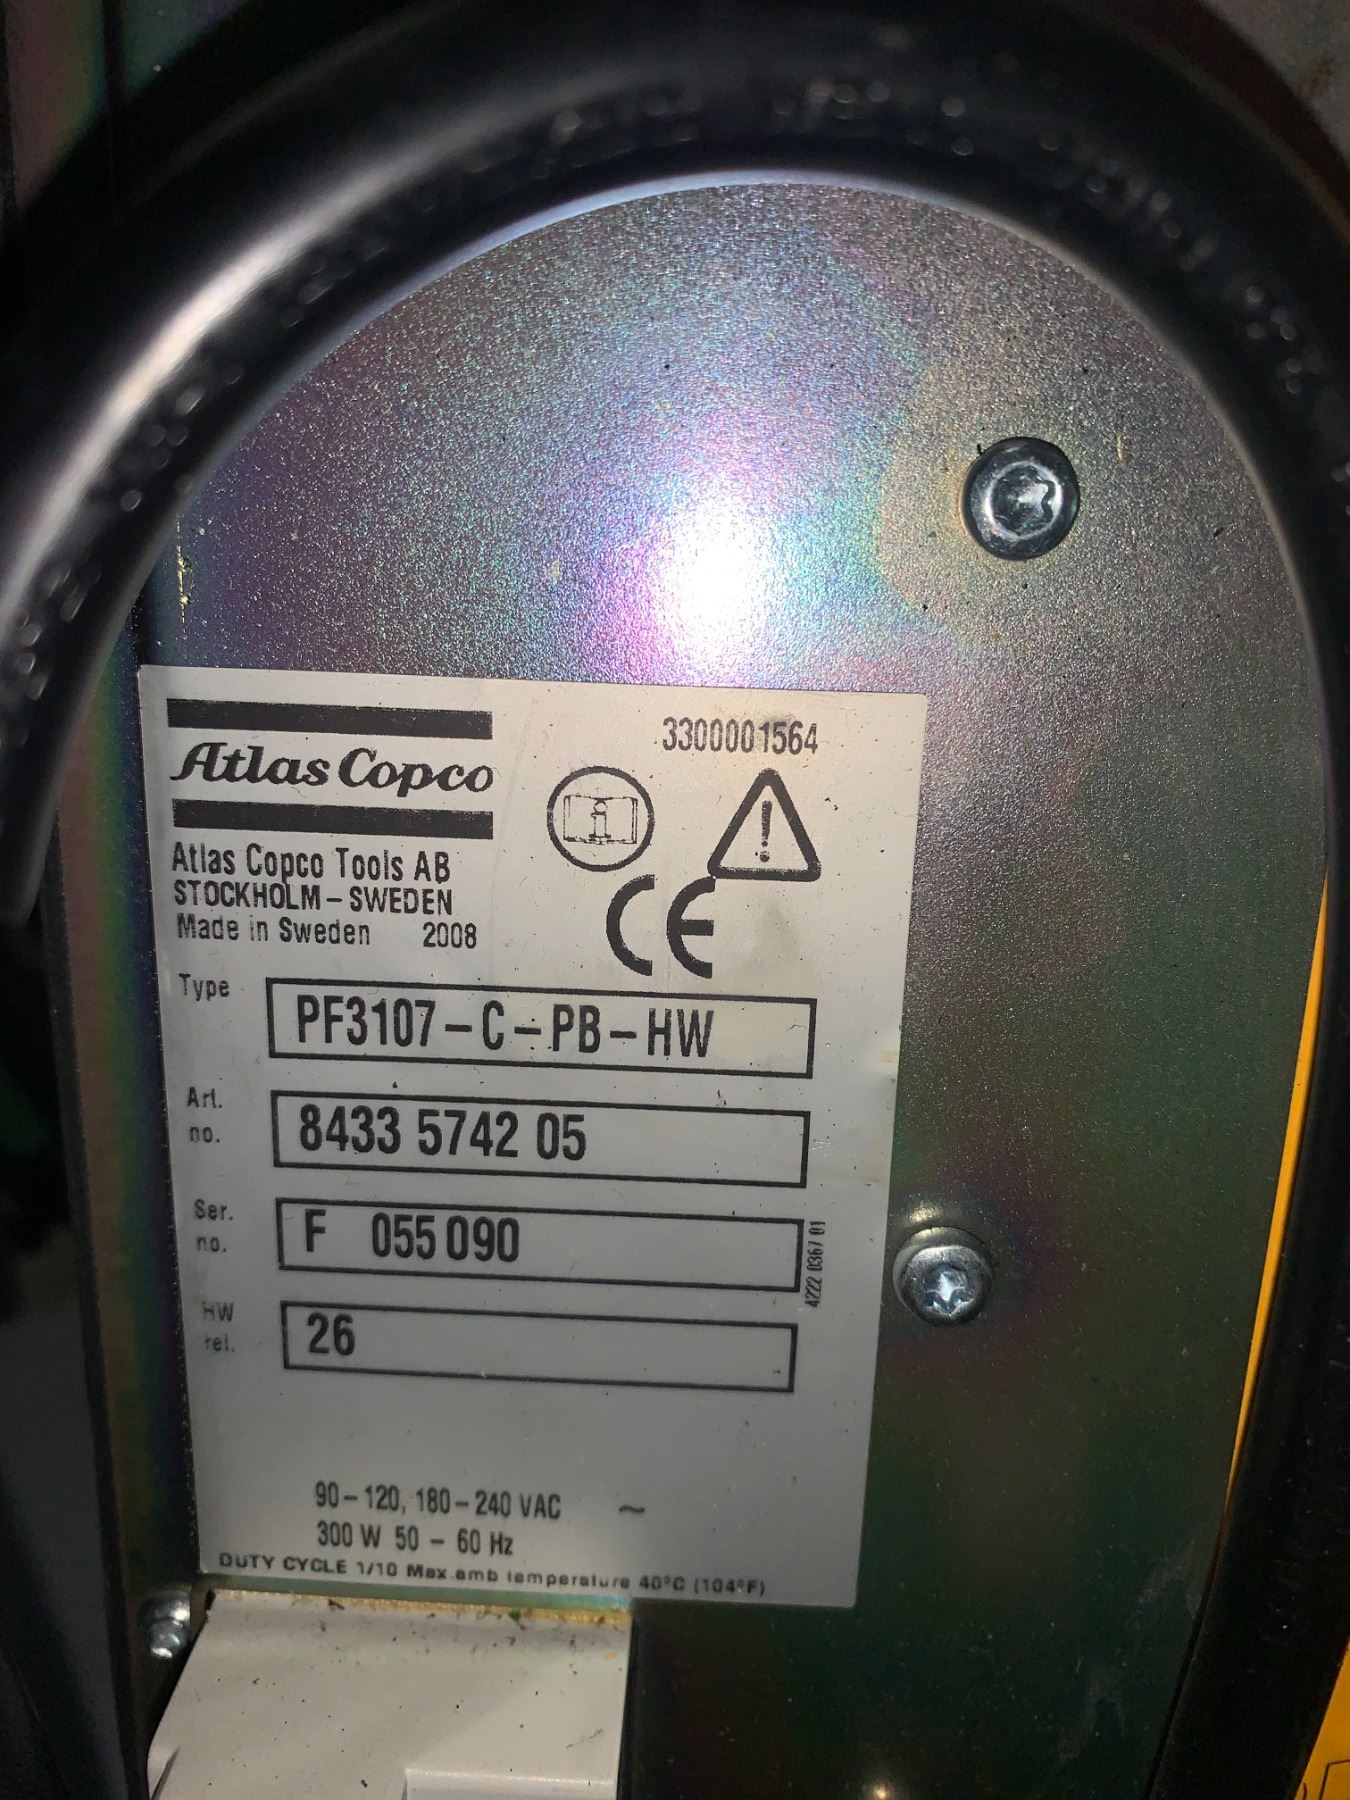 3300001564
Atlas Copco
Atlas Copco Tools AB
STOCKHOLM – SWEDEN
Made in Sweden 2008
CE
Type PF3107 – C – PB – HW
Art. no. 8433 5742 05
Ser. no. F 055 090
4222 0367 01
HW rel. 26
90 – 120, 180 – 240 VAC ~
300 W 50 – 60 Hz
DUTY CYCLE 1/10 Max.amb temperature 40°C (104°F)